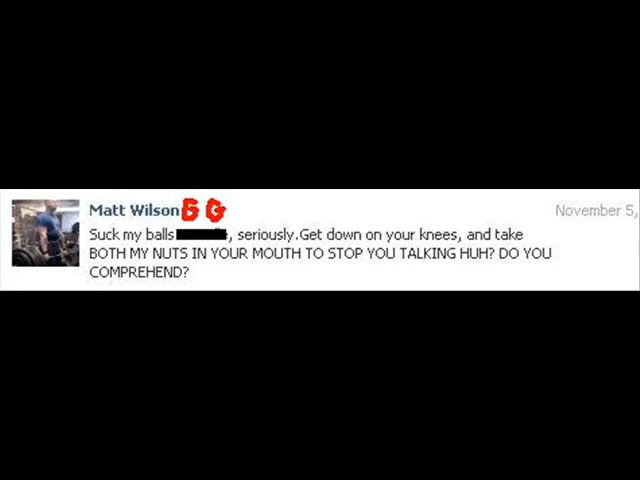 Matt Wilson G G
November 5,
Suck my balls , seriously.Get down on your knees, and take
BOTH MY NUTS IN YOUR MOUTH TO STOP YOU TALKING HUH? DO YOU
COMPREHEND?